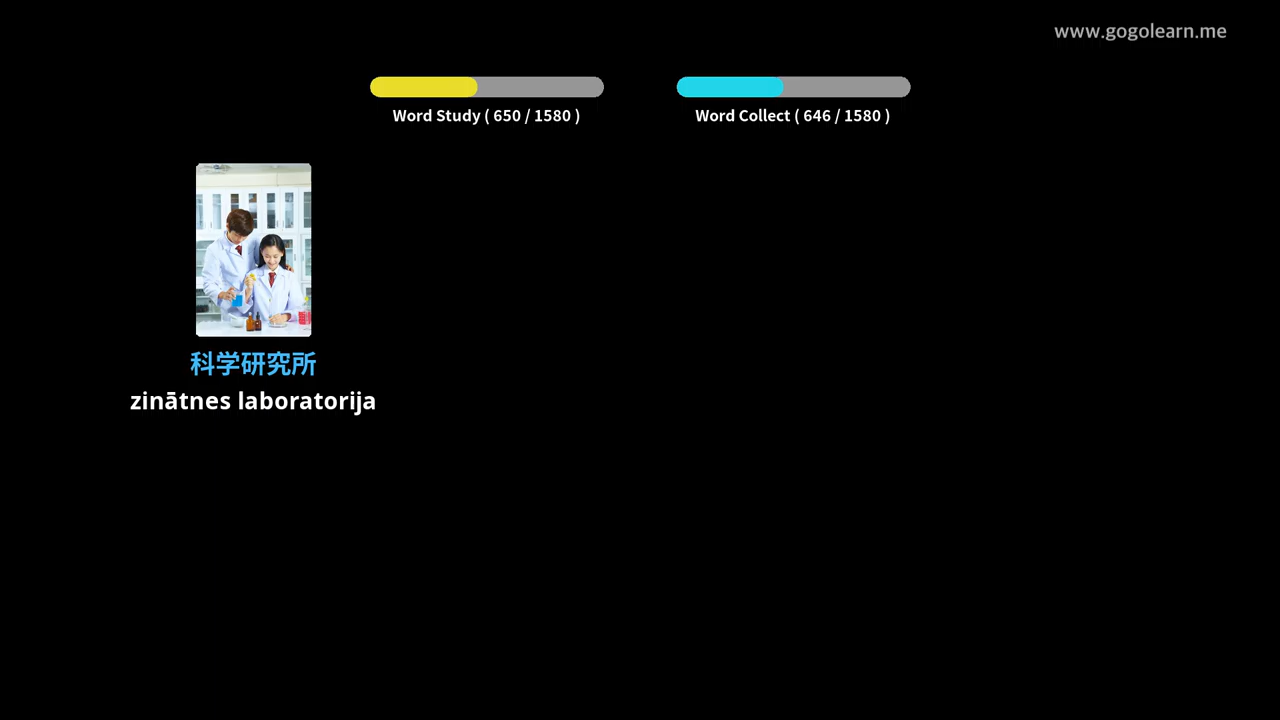 www.gogolearn.me
Word Study ( 650 / 1580 )
Word Collect ( 646 / 1580 )
科学研究所
zinātnes laboratorija